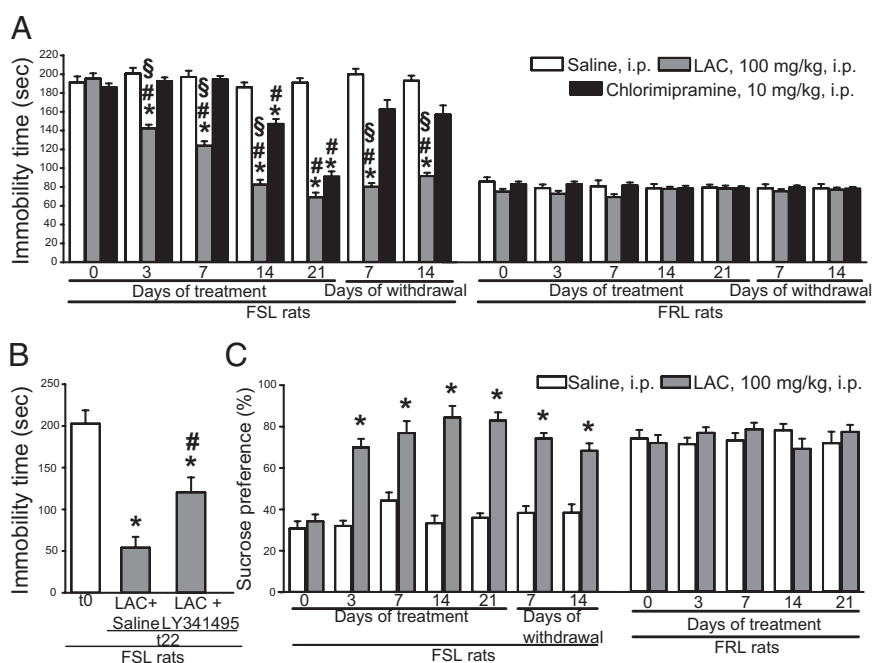 A
Immobility time (sec)
220
200
180
160
140
120
100
80
60
40
20
0
Saline, i.p. LAC, 100 mg/kg, i.p.
Chlorimipramine, 10 mg/kg, i.p.
§ # *
§ # *
§ # *
# *
# *
# *
§ # *
§ # *
0 3 7 14 21 7 14
Days of treatment Days of withdrawal
FSL rats
0 3 7 14 21 7 14
Days of treatment Days of withdrawal
FRL rats
B
Immobility time (sec)
250
200
150
100
50
0
*
# *
t0 LAC+ LAC +
Saline LY341495
t22
FSL rats
C
Sucrose preference (%)
100
80
60
40
20
0
Saline, i.p. LAC, 100 mg/kg, i.p.
* * * * * *
0 3 7 14 21 7 14
Days of treatment Days of
withdrawal
FSL rats
0 3 7 14 21
Days of treatment
FRL rats